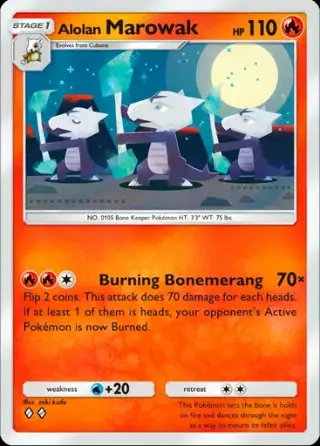 STAGE 1
Alolan Marowak HP 110
Evolves from Cubone
NO. 0105 Bone Keeper Pokémon HT: 3'3" WT: 75 lbs.
Burning Bonemerang 70×
Flip 2 coins. This attack does 70 damage for each heads.
If at least 1 of them is heads, your opponent's Active
Pokémon is now Burned.
weakness +20 retreat
Illus. miki kudo
This Pokémon sets the bone it holds
on fire and dances through the night
as a way to mourn its fallen allies.